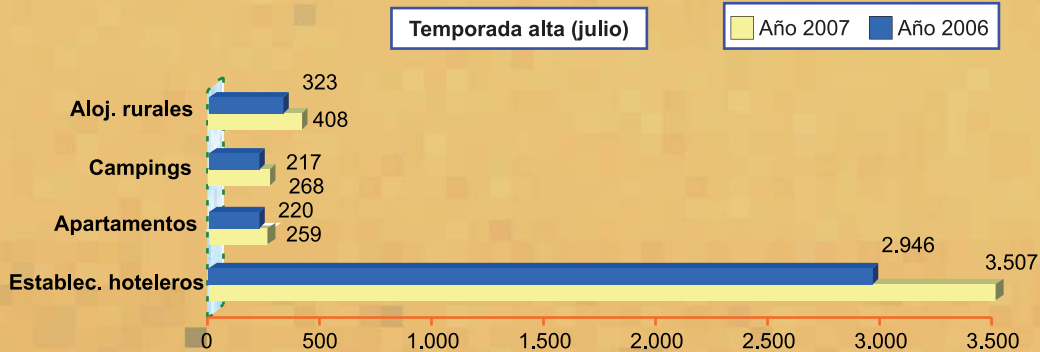 Temporada alta (julio)
Año 2007 Año 2006
323
Aloj. rurales
408
217
Campings
268
220
Apartamentos
259
2.946
3.507
Establec. hoteleros
0 500 1.000 1.500 2.000 2.500 3.000 3.500